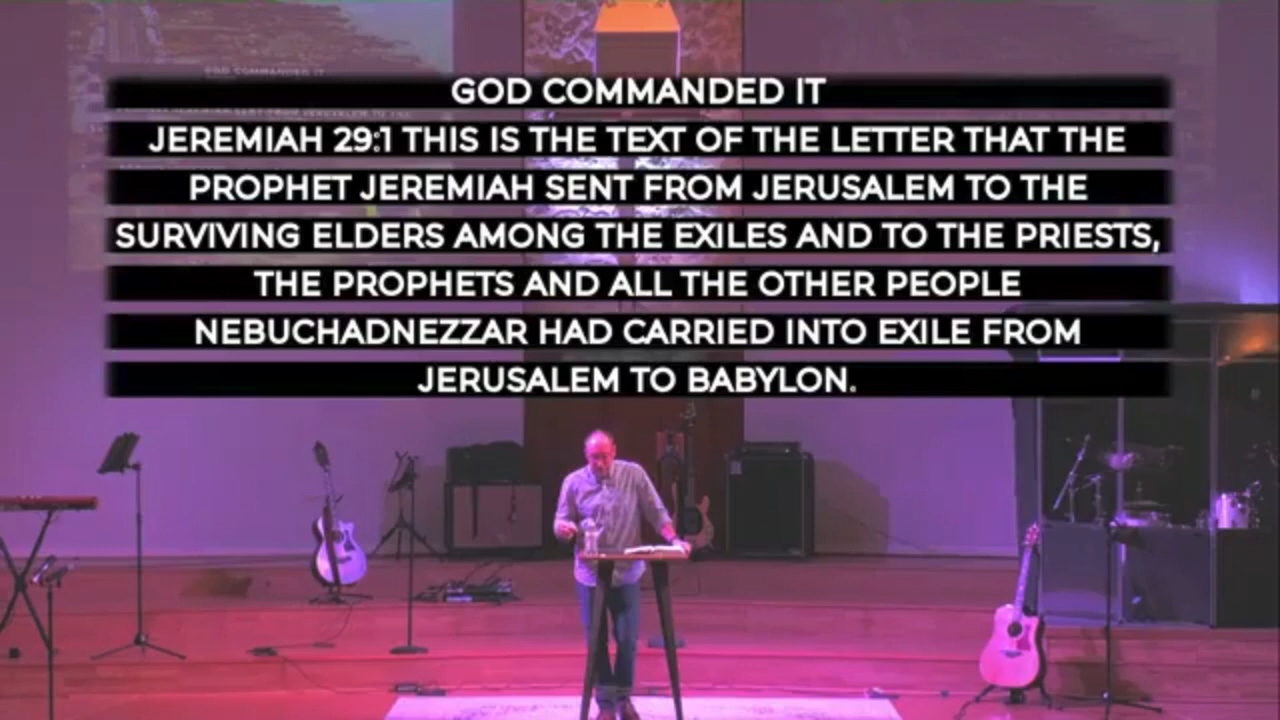 GOD COMMANDED IT
JEREMIAH 29:1 THIS IS THE TEXT OF THE LETTER THAT THE
PROPHET JEREMIAH SENT FROM JERUSALEM TO THE
SURVIVING ELDERS AMONG THE EXILES AND TO THE PRIESTS,
THE PROPHETS AND ALL THE OTHER PEOPLE
NEBUCHADNEZZAR HAD CARRIED INTO EXILE FROM
JERUSALEM TO BABYLON.